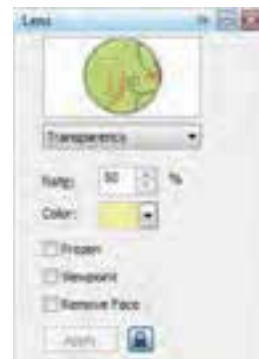 Lens
Transparency
Rate: 50 %
Color:
Frozen
Viewpoint
Remove Face
Apply